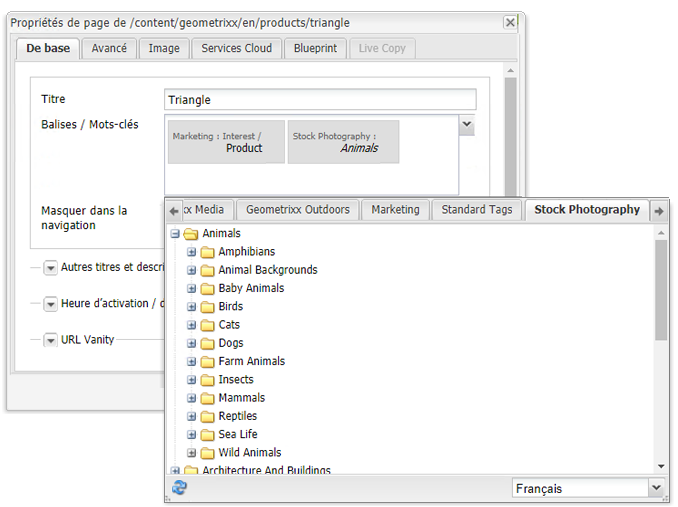 Propriétés de page de /content/geometrixx/en/products/triangle
De base Avancé Image Services Cloud Blueprint Live Copy
Titre Triangle
Balises / Mots-clés
Marketing : Interest / Product
Stock Photography : Animals
Masquer dans la navigation
Autres titres et descri
Heure d'activation / d
URL Vanity
xx Media Geometrixx Outdoors Marketing Standard Tags Stock Photography
Animals
Amphibians
Animal Backgrounds
Baby Animals
Birds
Cats
Dogs
Farm Animals
Insects
Mammals
Reptiles
Sea Life
Wild Animals
Architecture And Buildings
Français